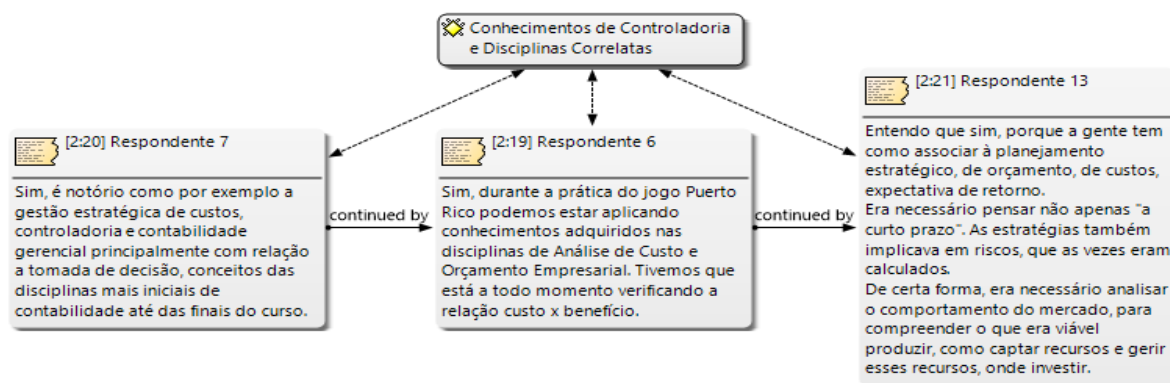 Conhecimentos de Controladoria
e Disciplinas Correlatas
[2:20] Respondente 7
Sim, é notório como por exemplo a
gestão estratégica de custos,
controladoria e contabilidade
gerencial principalmente com relação
a tomada de decisão, conceitos das
disciplinas mais iniciais de
contabilidade até das finais do curso.
continued by
[2:19] Respondente 6
Sim, durante a prática do jogo Puerto
Rico podemos estar aplicando
conhecimentos adquiridos nas
disciplinas de Análise de Custo e
Orçamento Empresarial. Tivemos que
está a todo momento verificando a
relação custo x benefício.
continued by
[2:21] Respondente 13
Entendo que sim, porque a gente tem
como associar à planejamento
estratégico, de orçamento, de custos,
expectativa de retorno.
Era necessário pensar não apenas "a
curto prazo". As estratégias também
implicava em riscos, que as vezes eram
calculados.
De certa forma, era necessário analisar
o comportamento do mercado, para
compreender o que era viável
produzir, como captar recursos e gerir
esses recursos, onde investir.